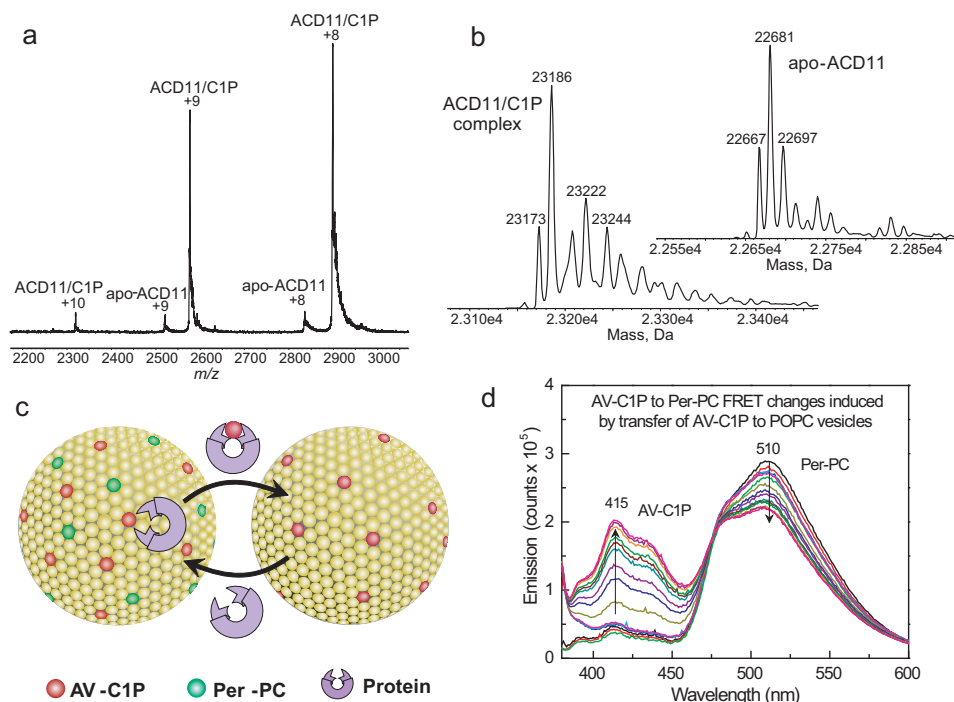 a
ACD11/C1P
+8
ACD11/C1P
+9
ACD11/C1P
+10
apo-ACD11
+9
apo-ACD11
+8
2200 2300 2400 2500 2600 2700 2800 2900 3000
m/z
b
ACD11/C1P
complex
23186
23173
23222
23244
2.310e4 2.320e4 2.330e4 2.340e4
Mass, Da
22681
apo-ACD11
22667
22697
2.255e4 2.265e4 2.275e4 2.285e4
Mass, Da
c
AV-C1P
Per-PC
Protein
d
AV-C1P to Per-PC FRET changes induced
by transfer of AV-C1P to POPC vesicles
510
Per-PC
415
AV-C1P
Emission (counts x 10⁵)
4
3
2
1
0
400 450 500 550 600
Wavelength (nm)